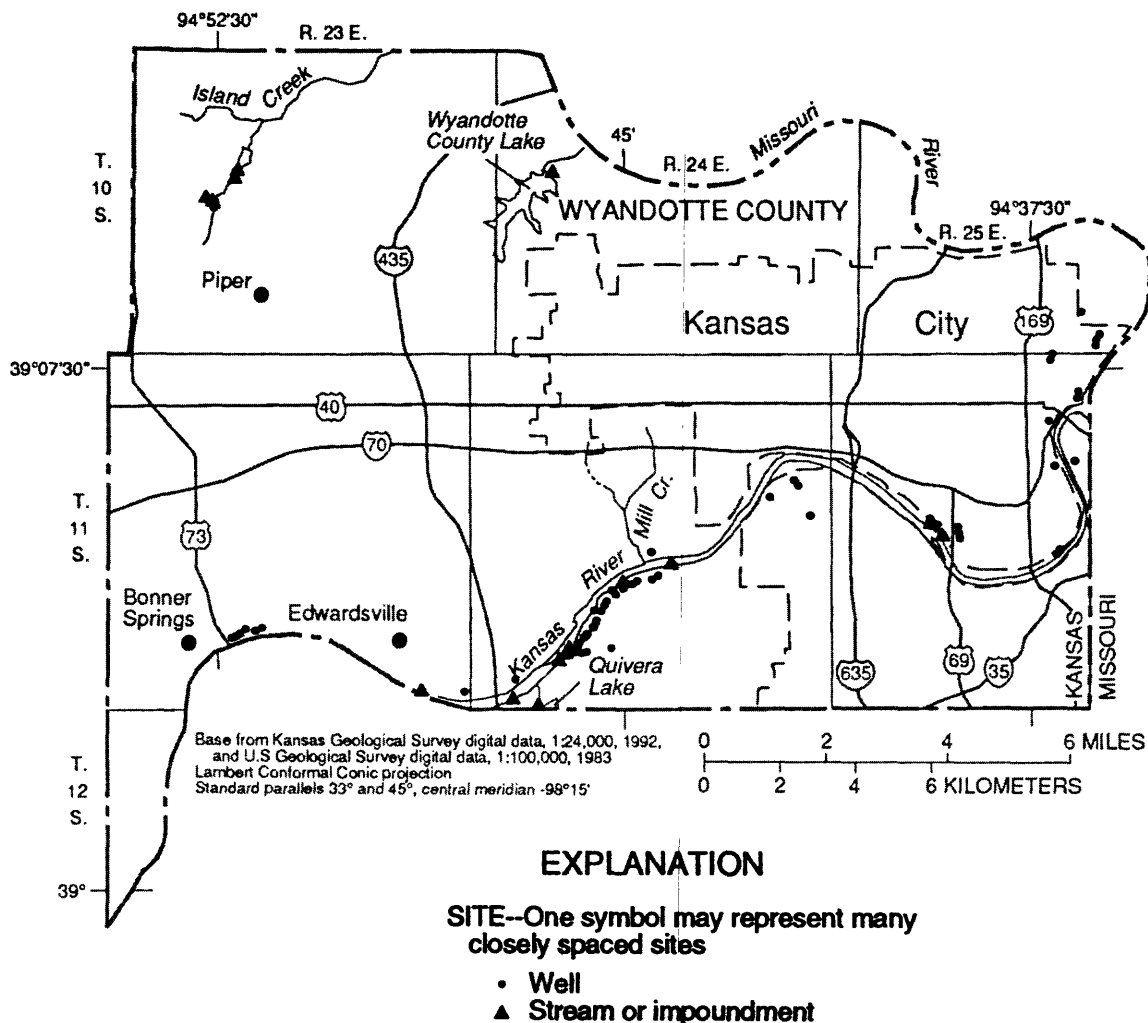 94°52'30"
R. 23 E.
Island Creek
Wyandotte
County Lake
45'
R. 24 E.
Missouri
River
T.
10
S.
WYANDOTTE COUNTY
94°37'30"
R. 25 E.
435
Piper
Kansas City
169
39°07'30"
40
70
Mill Cr.
T.
11
S.
73
Bonner
Springs
Edwardsville
Kansas River
Quivera
Lake
635
69
35
KANSAS
MISSOURI
T.
12
S.
Base from Kansas Geological Survey digital data, 1:24,000, 1992,
and U.S Geological Survey digital data, 1:100,000, 1983
Lambert Conformal Conic projection
Standard parallels 33° and 45°, central meridian -98°15'
0 2 4 6 MILES
0 2 4 6 KILOMETERS
39°
EXPLANATION
SITE--One symbol may represent many
closely spaced sites
Well
Stream or impoundment